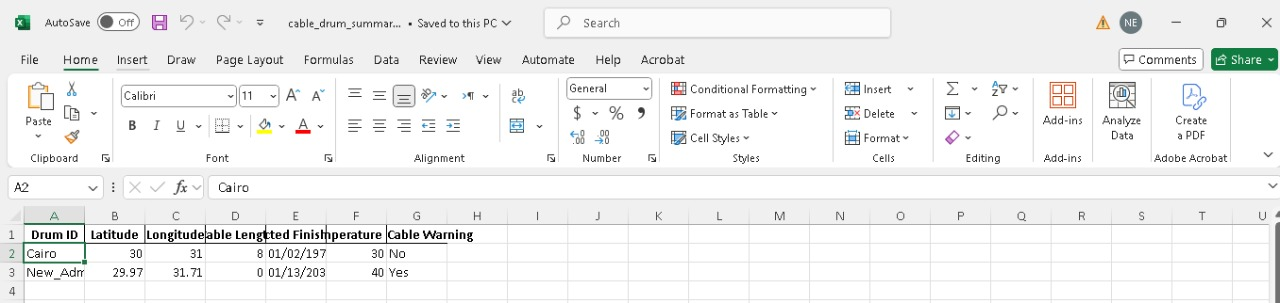 AutoSave Off cable_drum_summar... • Saved to this PC Search NE
File Home Insert Draw Page Layout Formulas Data Review View Automate Help Acrobat Comments Share
Calibri 11 General Conditional Formatting Insert
Paste Format as Table Delete Add-ins Analyze Data Create a PDF
B I U $ % 9 Cell Styles Format
Clipboard Font Alignment Number Styles Cells Editing Add-ins Adobe Acrobat
A2 fx Cairo
A B C D E F G H I J K L M N O P Q R S T U
1 Drum ID Latitude Longitude able Lengt cted Finish perature Cable Warning
2 Cairo 30 31 8 01/02/197 30 No
3 New_Adm 29.97 31.71 0 01/13/203 40 Yes
4